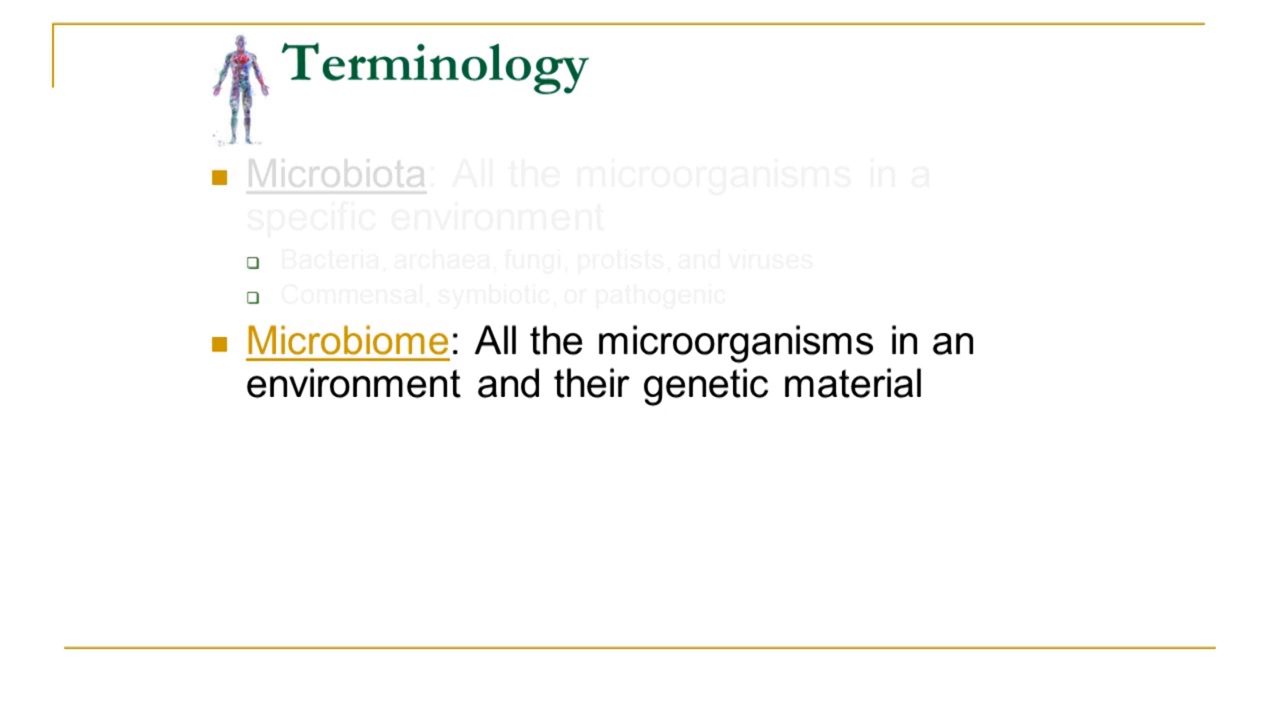 Terminology
Microbiota: All the microorganisms in a
specific environment
Bacteria, archaea, fungi, protists, and viruses
Commensal, symbiotic, or pathogenic
Microbiome: All the microorganisms in an
environment and their genetic material